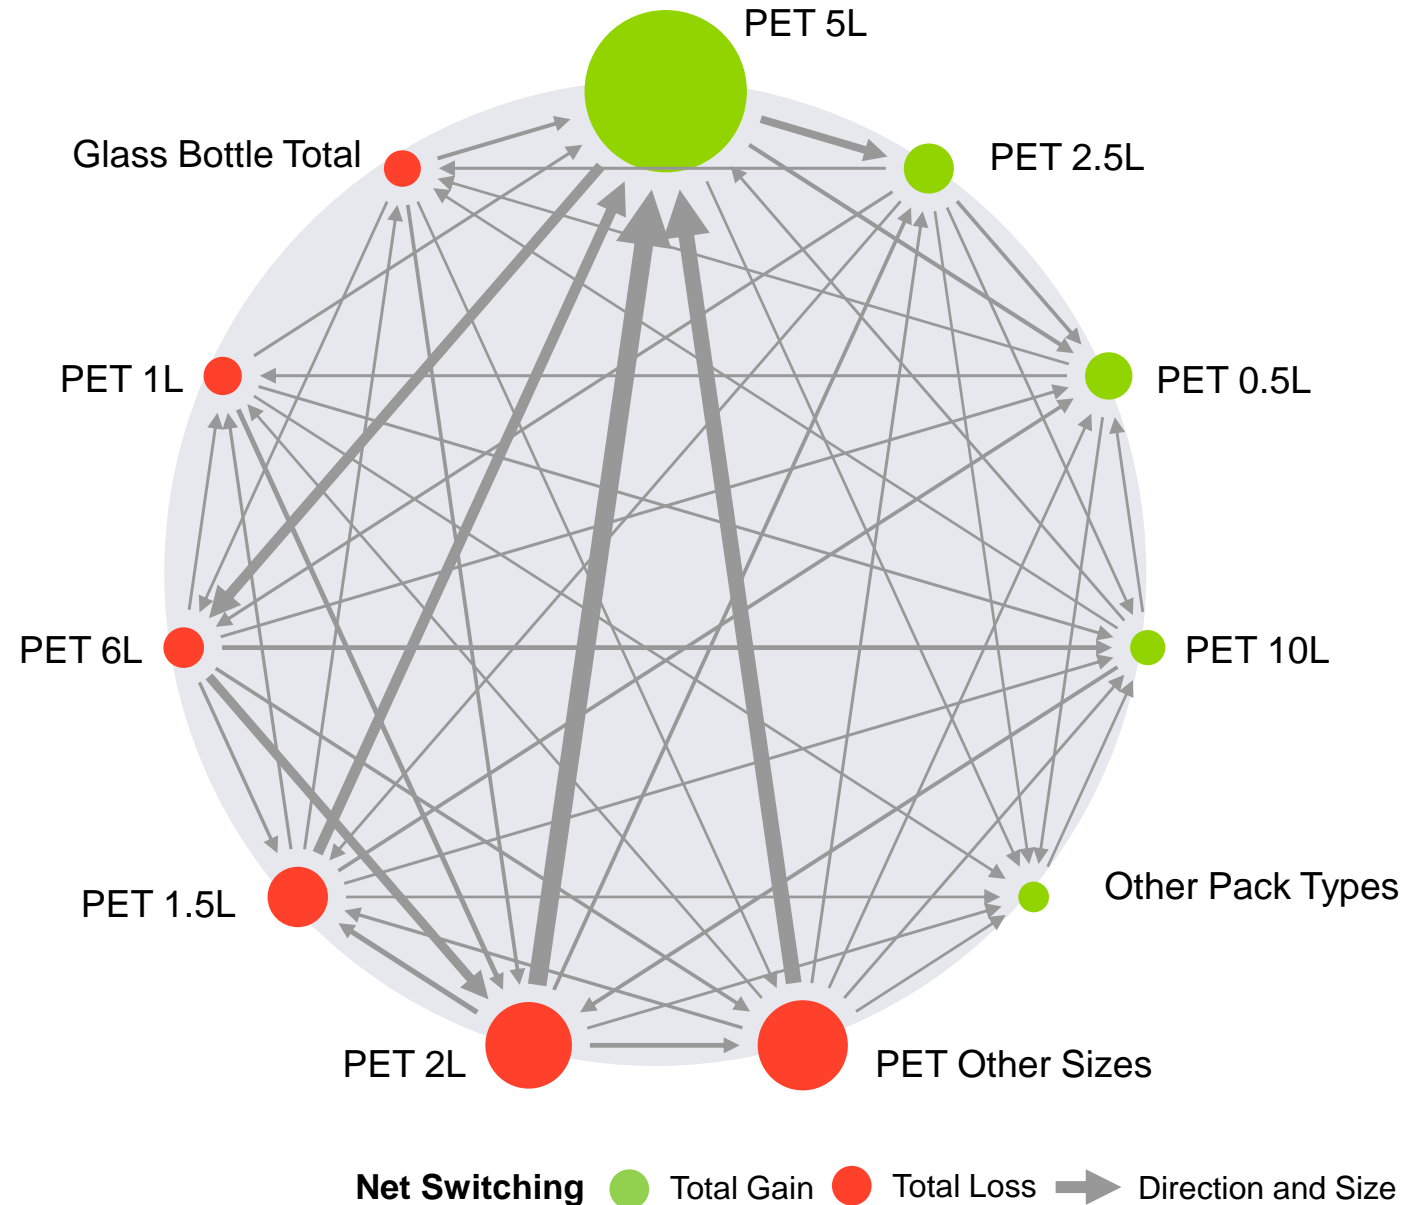 PET 5L
Glass Bottle Total
PET 2.5L
PET 1L
PET 0.5L
PET 6L
PET 10L
PET 1.5L
Other Pack Types
PET 2L
PET Other Sizes
Net Switching Total Gain Total Loss Direction and Size